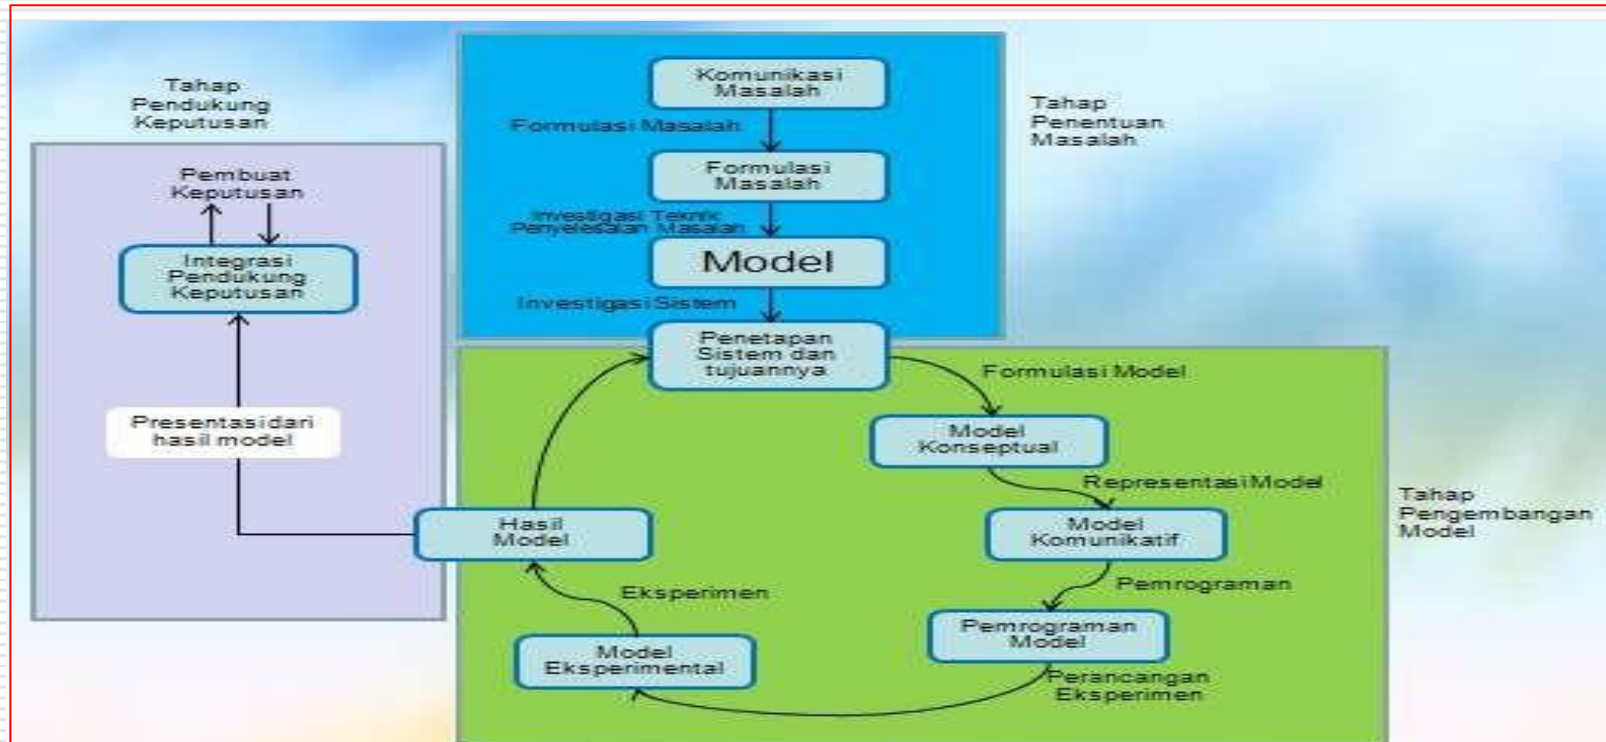 Tahap
Pendukung
Keputusan
Pembuat
Keputusan
Integrasi
Pendukung
Keputusan
Presentasi dari
hasil model
Komunikasi
Masalah
Formulasi Masalah
Formulasi
Masalah
Investigasi Teknik
Penyelesaian Masalah
Model
Investigasi Sistem
Penetapan
Sistem dan
tujuannya
Tahap
Penentuan
Masalah
Formulasi Model
Model
Konseptual
Representasi Model
Model
Komunikatif
Pemrograman
Pemrograman
Model
Perancangan
Eksperimen
Model
Eksperimental
Eksperimen
Hasil
Model
Tahap
Pengembangan
Model